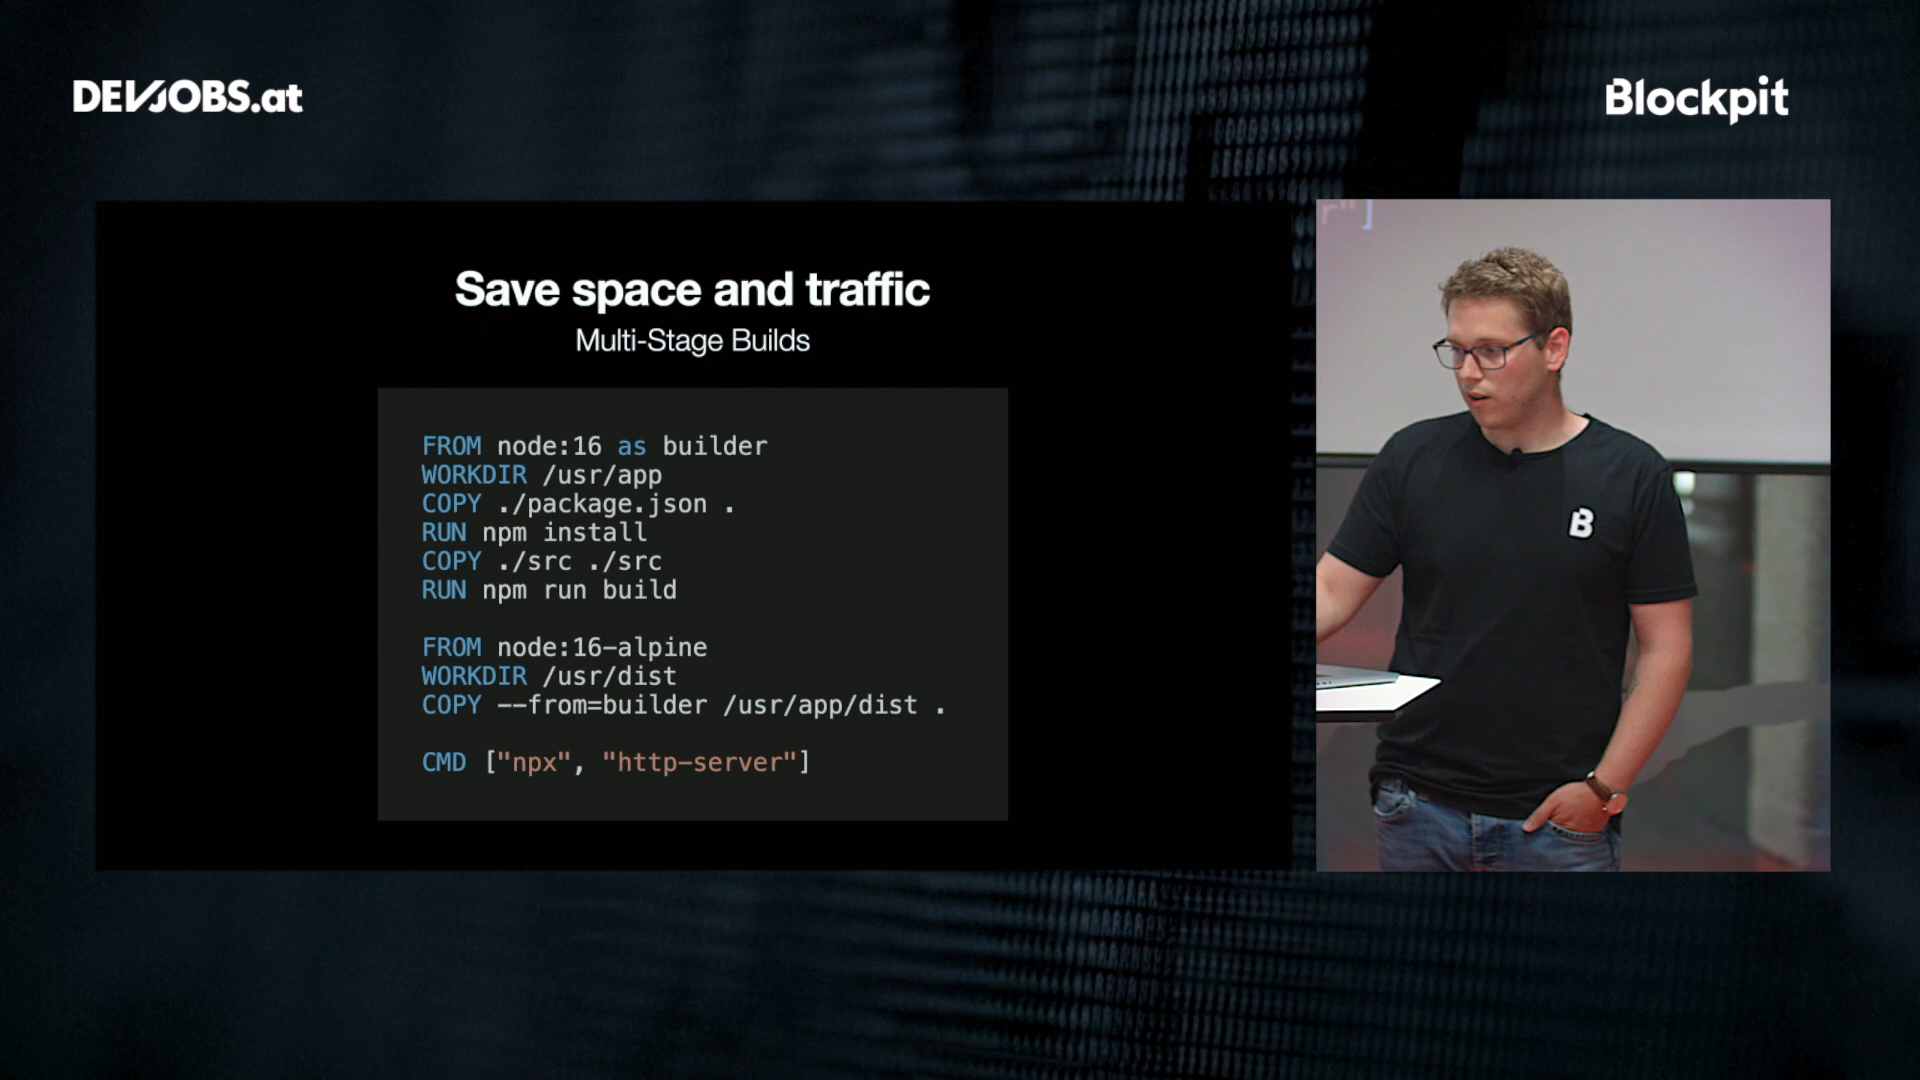 DEVJOBS.at
Blockpit
Save space and traffic
Multi-Stage Builds
FROM node:16 as builder
WORKDIR /usr/app
COPY ./package.json .
RUN npm install
COPY ./src ./src
RUN npm run build
FROM node:16-alpine
WORKDIR /usr/dist
COPY --from=builder /usr/app/dist .
CMD ["npx", "http-server"]
r"]
B